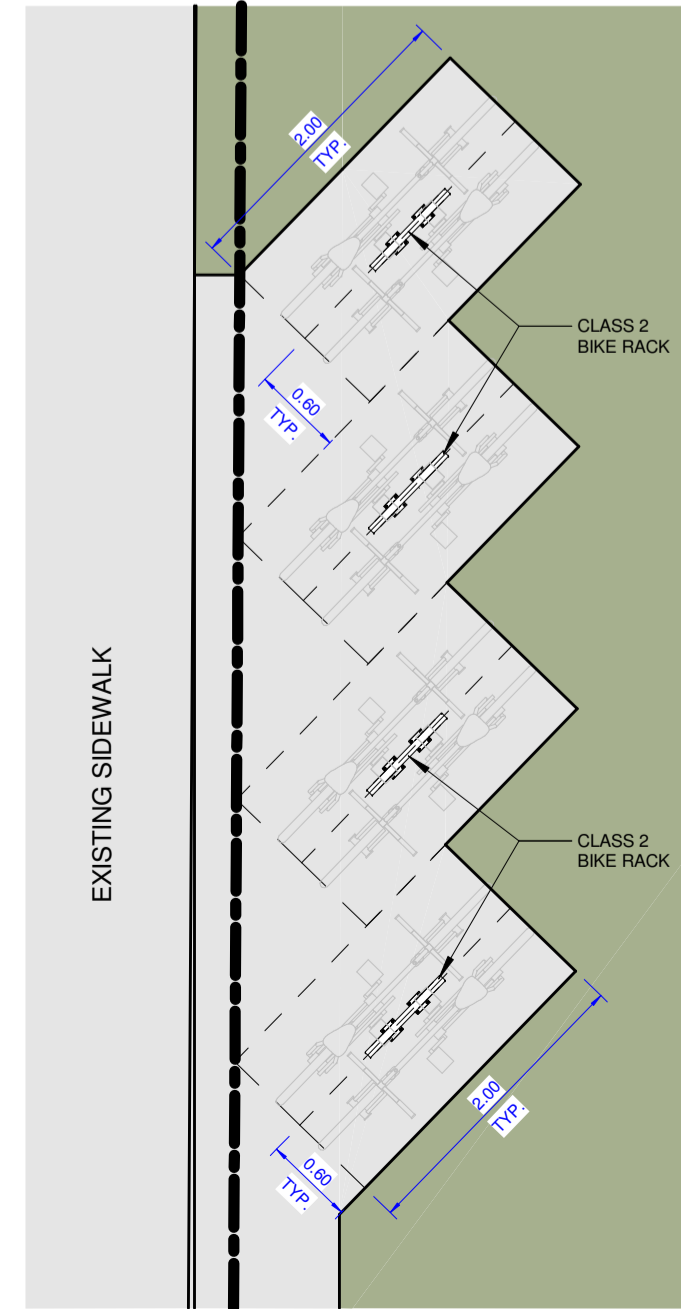 2.00
TYP.
CLASS 2
BIKE RACK
0.60
TYP.
EXISTING SIDEWALK
CLASS 2
BIKE RACK
2.00
TYP.
0.60
TYP.